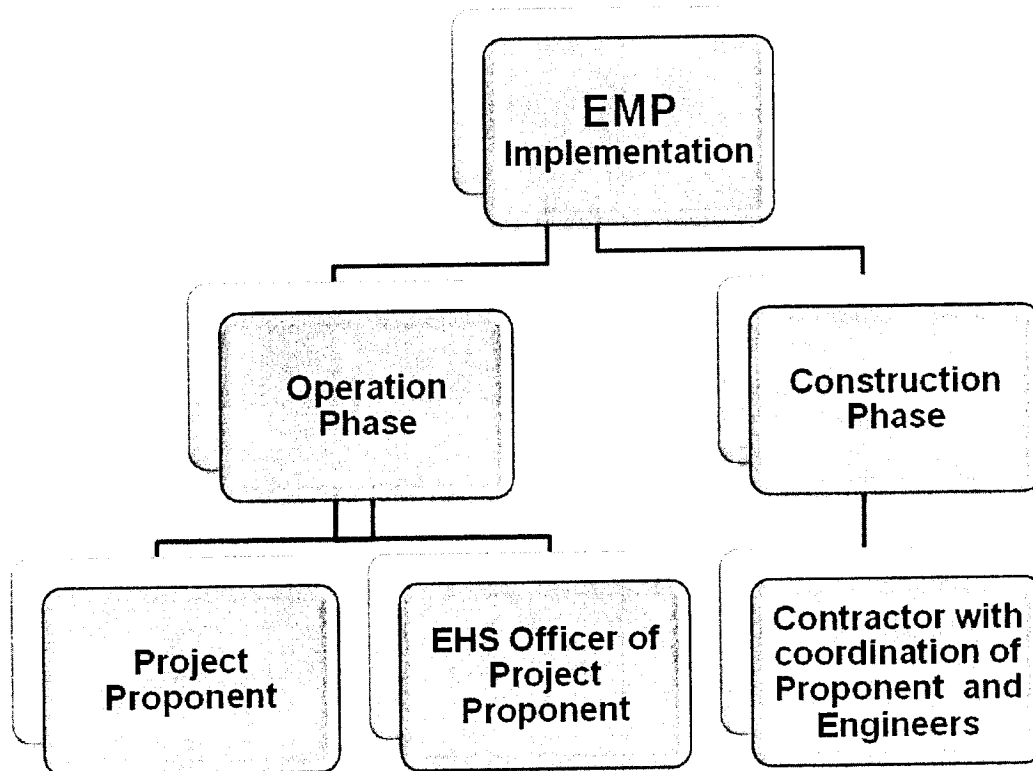 EMP
Implementation
Operation
Phase
Construction
Phase
Project
Proponent
EHS Officer of
Project
Proponent
Contractor with
coordination of
Proponent and
Engineers